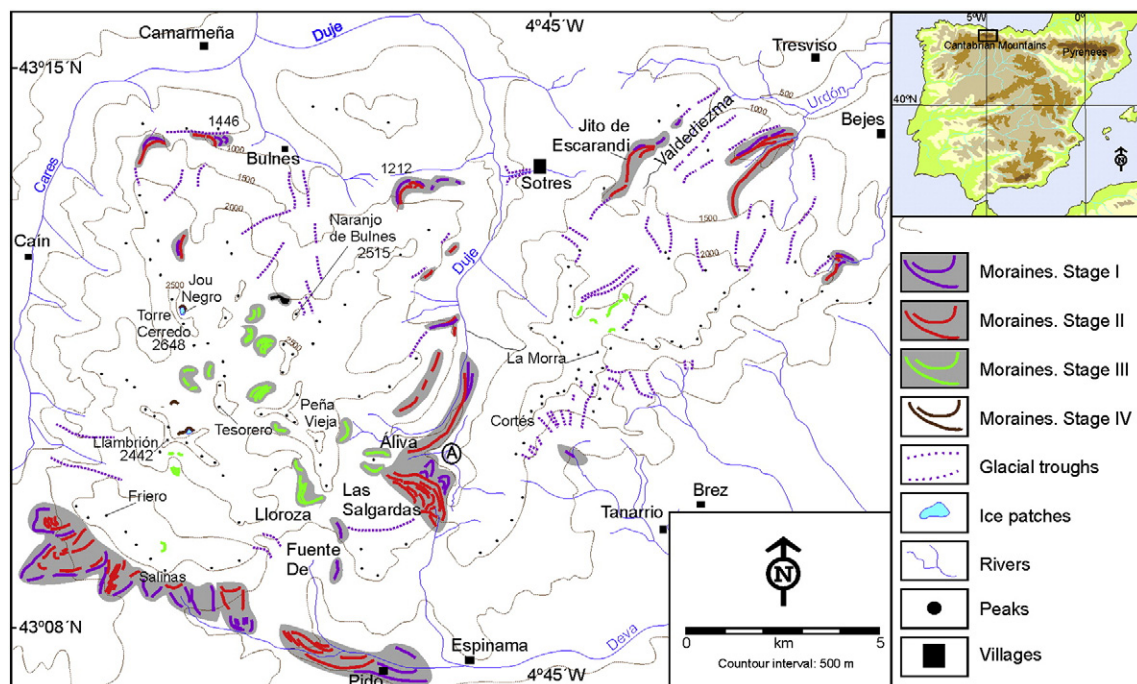 4°45´W
Camarmeña
Duje
Tresviso
43°15´N
500
Urdón
1000
1446
Jito de
Escarandi
Valdediezma
Bejes
1000
Bulnes
1212
Sotres
Cares
1500
2000
Naranjo
de Bulnes
2515
1500
2000
Caín
Duje
2500
Jou
Negro
Torre
Cerredo
2648
2000
La Morra
Peña
Vieja
Cortés
Tesorero
Áliva
A
Llambrión
2442
Las
Salgardas
Brez
Friero
Lloroza
Tanarrio
Fuente
De
Salinas
N
43°08´N
Espinama
Deva
Pido
4°45´W
0
5
km
Countour interval: 500 m
5°W
0°
Cantabrian Mountains
Pyrenees
40°N
N
Moraines. Stage I
Moraines. Stage II
Moraines. Stage III
Moraines. Stage IV
Glacial troughs
Ice patches
Rivers
Peaks
Villages